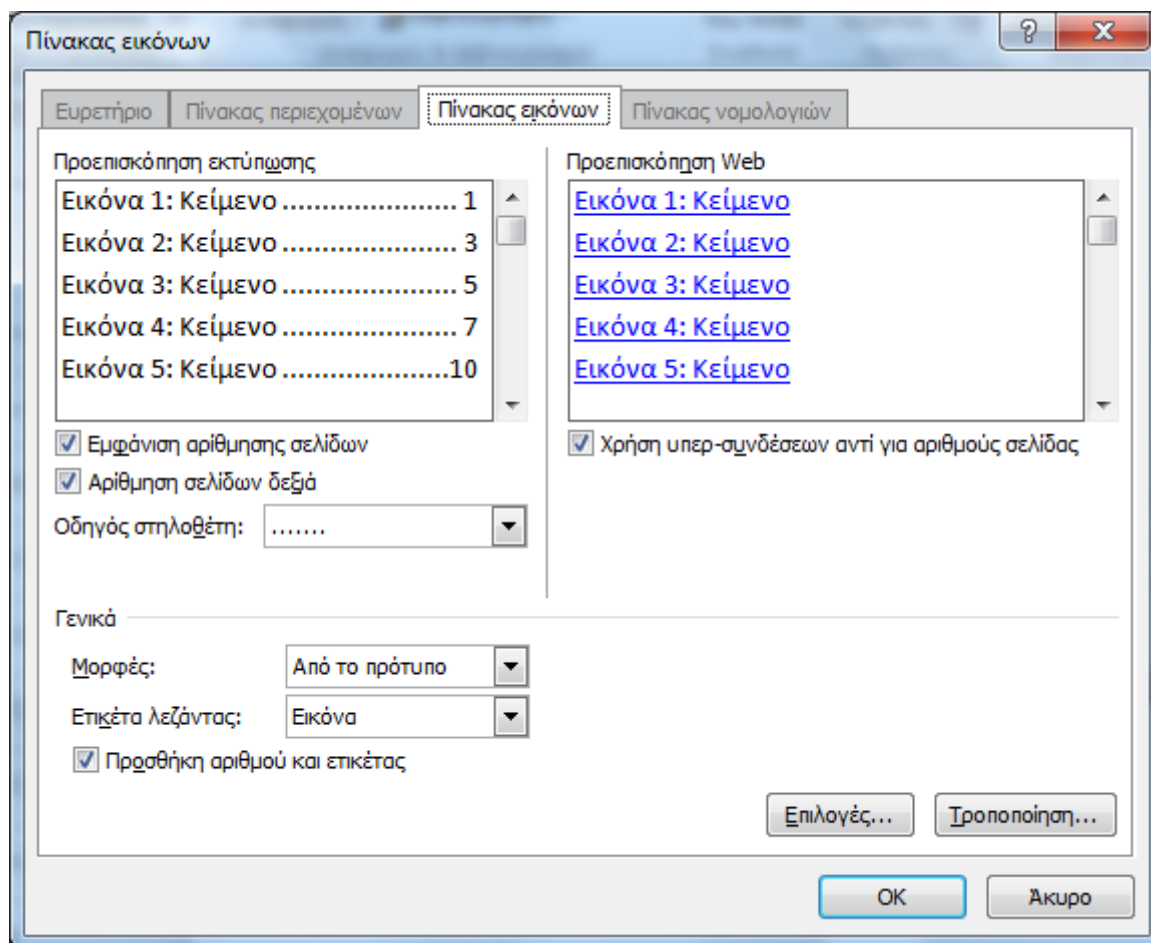 Πίνακας εικόνων
Ευρετήριο
Πίνακας περιεχομένων
Πίνακας εικόνων
Πίνακας νομολογιών
Προεπισκόπηση εκτύπωσης
Εικόνα 1: Κείμενο ...................... 1
Εικόνα 2: Κείμενο ...................... 3
Εικόνα 3: Κείμενο ...................... 5
Εικόνα 4: Κείμενο ...................... 7
Εικόνα 5: Κείμενο .....................10
Εμφάνιση αρίθμησης σελίδων
Αρίθμηση σελίδων δεξιά
Οδηγός στηλοθέτη: .......
Προεπισκόπηση Web
Εικόνα 1: Κείμενο
Εικόνα 2: Κείμενο
Εικόνα 3: Κείμενο
Εικόνα 4: Κείμενο
Εικόνα 5: Κείμενο
Χρήση υπερ-συνδέσεων αντί για αριθμούς σελίδας
Γενικά
Μορφές: Από το πρότυπο
Ετικέτα λεζάντας: Εικόνα
Προσθήκη αριθμού και ετικέτας
Επιλογές...
Τροποποίηση...
OK
Άκυρο